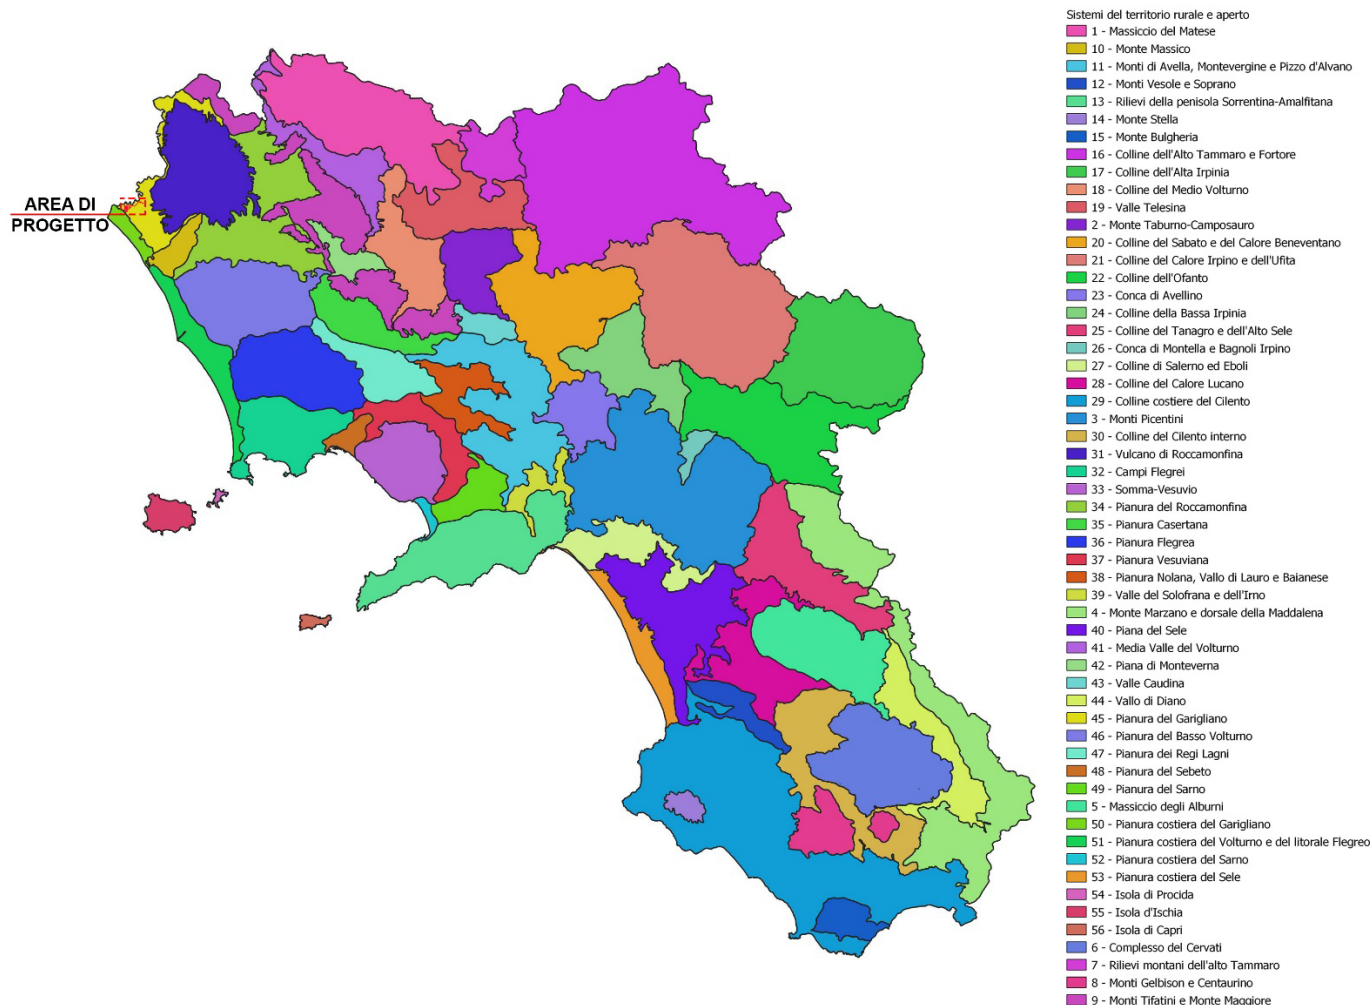 AREA DI
PROGETTO
Sistemi del territorio rurale e aperto
1 - Massiccio del Matese
10 - Monte Massico
11 - Monti di Avella, Montevergine e Pizzo d'Alvano
12 - Monti Vesole e Soprano
13 - Rilievi della penisola Sorrentina-Amalfitana
14 - Monte Stella
15 - Monte Bulgheria
16 - Colline dell'Alto Tammaro e Fortore
17 - Colline dell'Alta Irpinia
18 - Colline del Medio Volturno
19 - Valle Telesina
2 - Monte Taburno-Camposauro
20 - Colline del Sabato e del Calore Beneventano
21 - Colline del Calore Irpino e dell'Ufita
22 - Colline dell'Ofanto
23 - Conca di Avellino
24 - Colline della Bassa Irpinia
25 - Colline del Tanagro e dell'Alto Sele
26 - Conca di Montella e Bagnoli Irpino
27 - Colline di Salerno ed Eboli
28 - Colline del Calore Lucano
29 - Colline costiere del Cilento
3 - Monti Picentini
30 - Colline del Cilento interno
31 - Vulcano di Roccamonfina
32 - Campi Flegrei
33 - Somma-Vesuvio
34 - Pianura del Roccamonfina
35 - Pianura Casertana
36 - Pianura Flegrea
37 - Pianura Vesuviana
38 - Pianura Nolana, Vallo di Lauro e Baianese
39 - Valle del Solofrana e dell'Irno
4 - Monte Marzano e dorsale della Maddalena
40 - Piana del Sele
41 - Media Valle del Volturno
42 - Piana di Monteverna
43 - Valle Caudina
44 - Vallo di Diano
45 - Pianura del Garigliano
46 - Pianura del Basso Volturno
47 - Pianura dei Regi Lagni
48 - Pianura del Sebeto
49 - Pianura del Sarno
5 - Massiccio degli Alburni
50 - Pianura costiera del Garigliano
51 - Pianura costiera del Volturno e del litorale Flegreo
52 - Pianura costiera del Sarno
53 - Pianura costiera del Sele
54 - Isola di Procida
55 - Isola d'Ischia
56 - Isola di Capri
6 - Complesso del Cervati
7 - Rilievi montani dell'alto Tammaro
8 - Monti Gelbison e Centaurino
9 - Monti Tifatini e Monte Maggiore